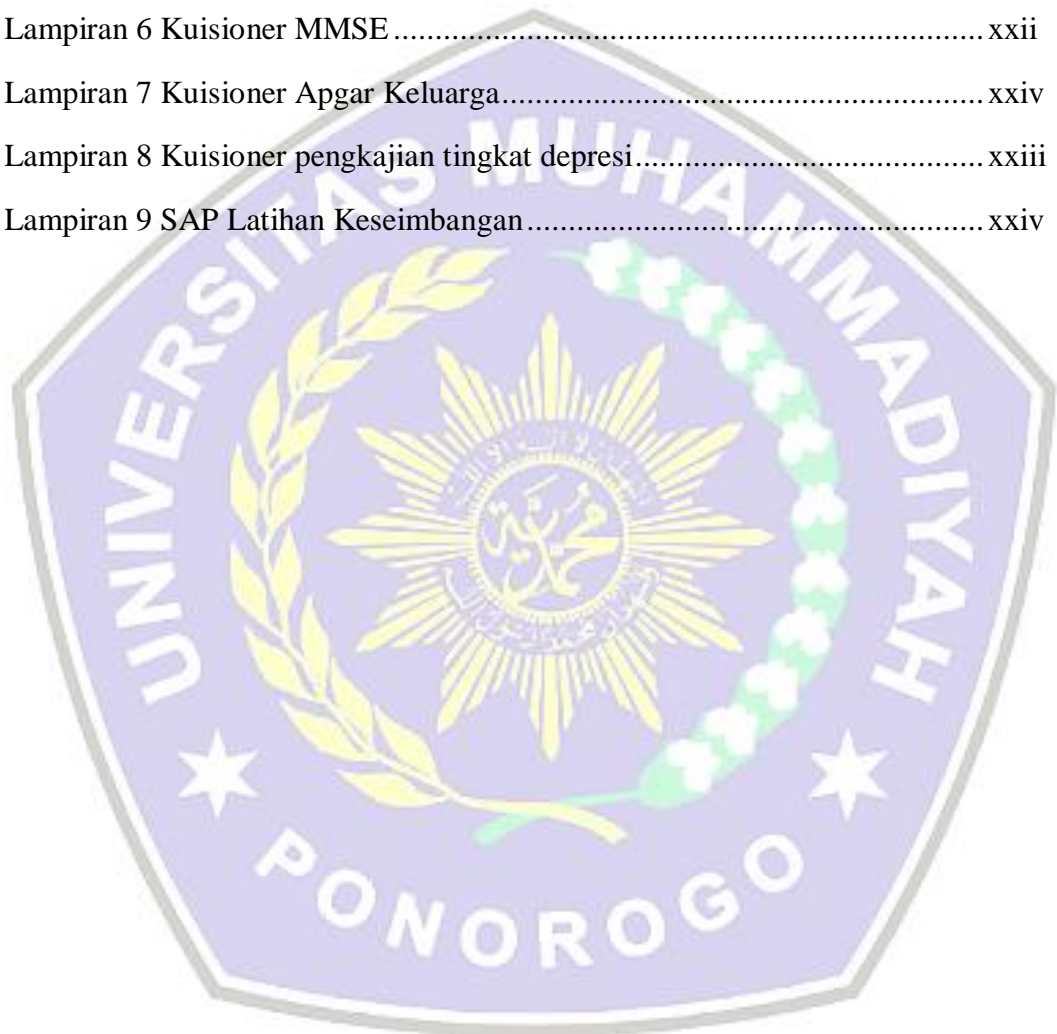 Lampiran 6 Kuisioner MMSE ........................................................................ xxii
Lampiran 7 Kuisioner Apgar Keluarga........................................................... xxiv
Lampiran 8 Kuisioner pengkajian tingkat depresi.......................................... xxiii
Lampiran 9 SAP Latihan Keseimbangan ....................................................... xxiv
UNIVERSITAS MUHAMMADIYAH
محمدية
PONOROGO